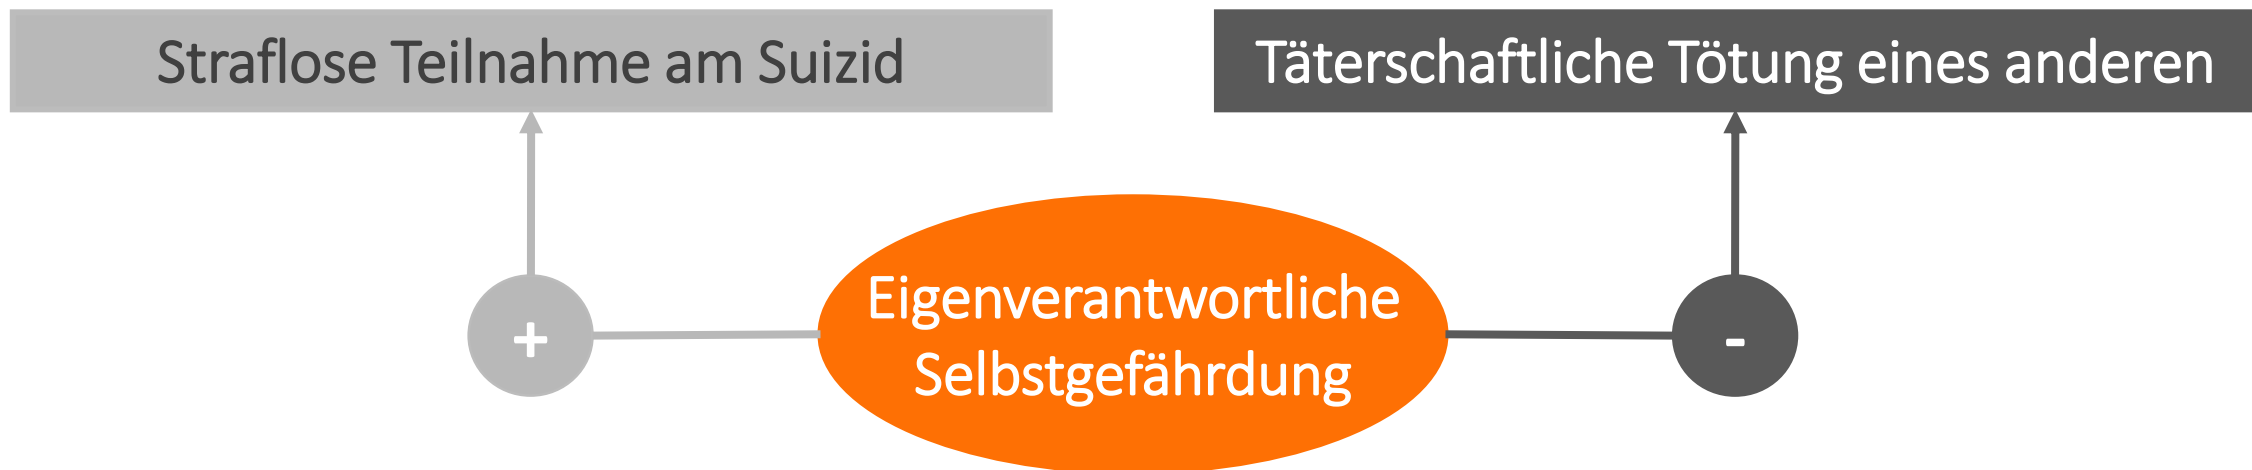 Straflose Teilnahme am Suizid
Täterschaftliche Tötung eines anderen
Eigenverantwortliche
Selbstgefährdung
+
-